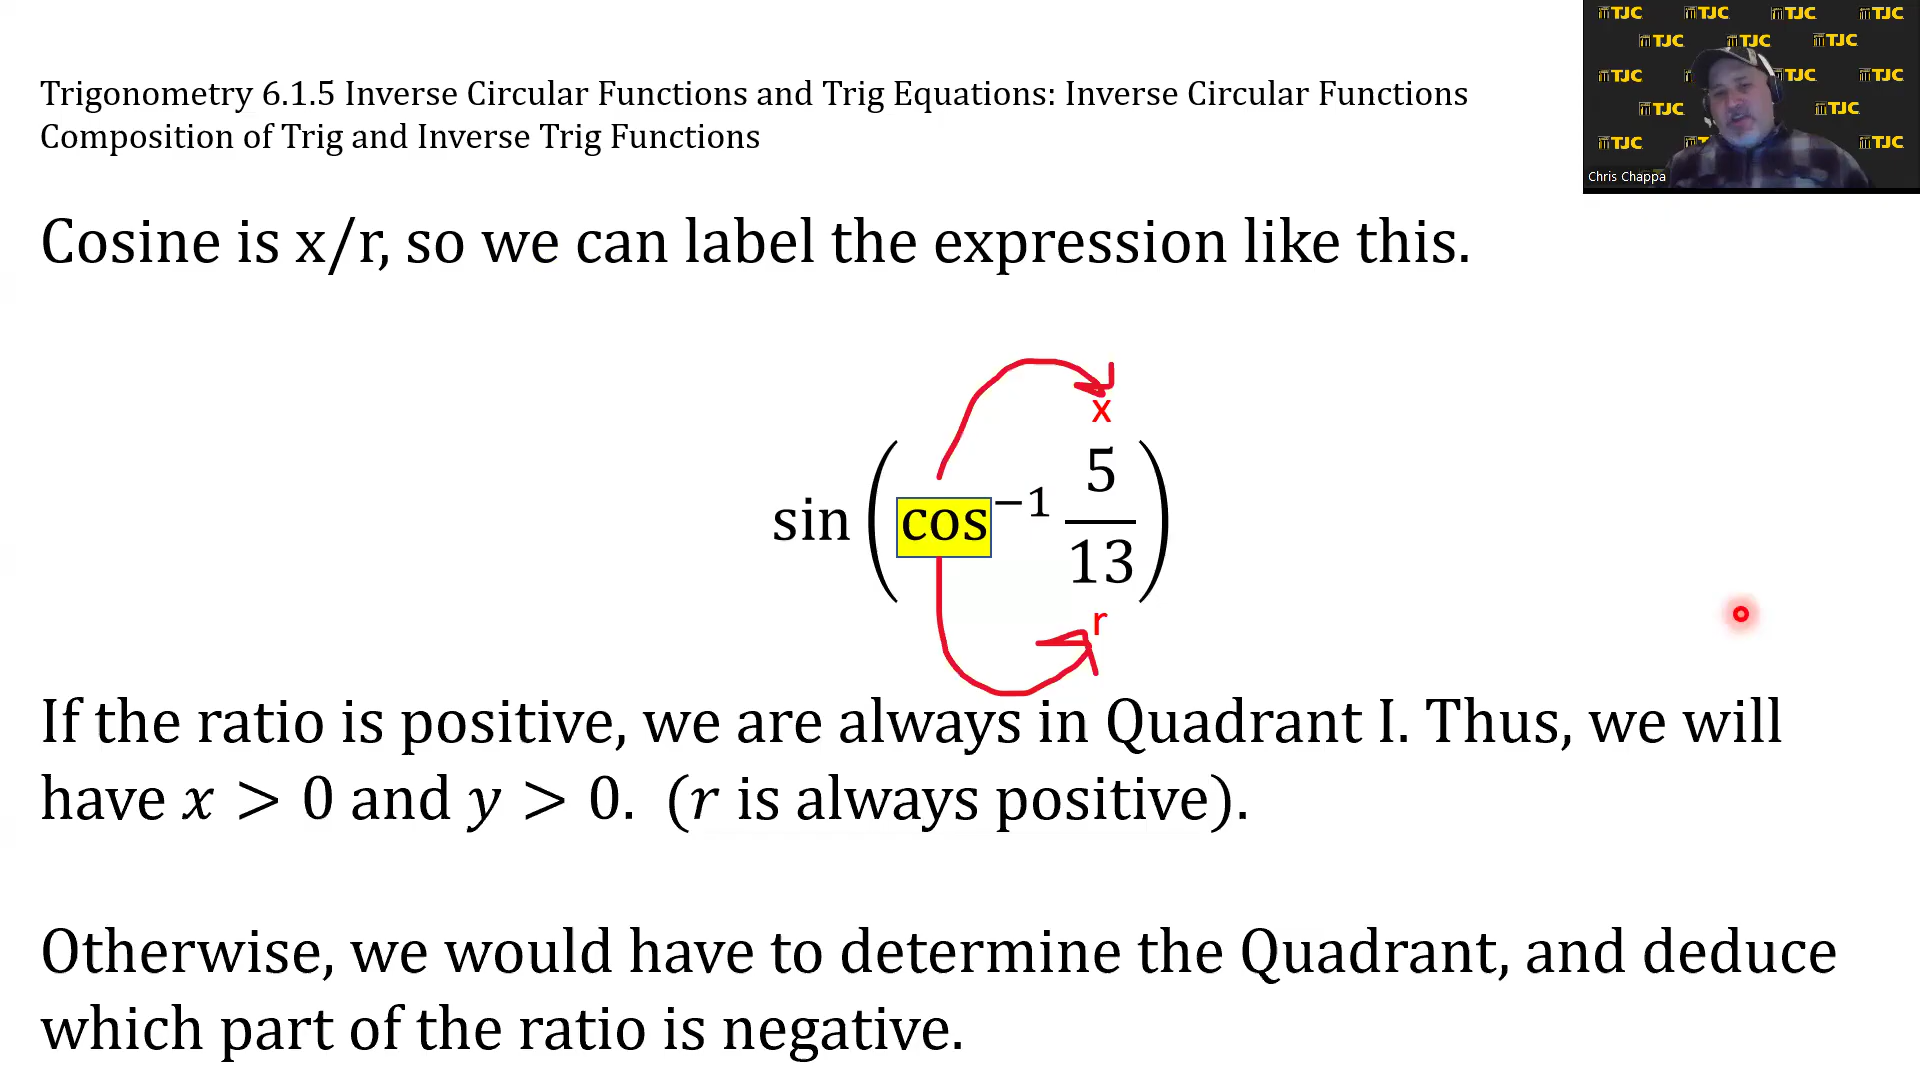 TJC TJC TJC TJC
TJC TJC TJC
TJC TJC TJC
TJC TJC
TJC TJC
Chris Chappa
Trigonometry 6.1.5 Inverse Circular Functions and Trig Equations: Inverse Circular Functions
Composition of Trig and Inverse Trig Functions
Cosine is x/r, so we can label the expression like this.
x
sin(cos⁻¹ 5/13)
r
If the ratio is positive, we are always in Quadrant I. Thus, we will
have x > 0 and y > 0. (r is always positive).
Otherwise, we would have to determine the Quadrant, and deduce
which part of the ratio is negative.